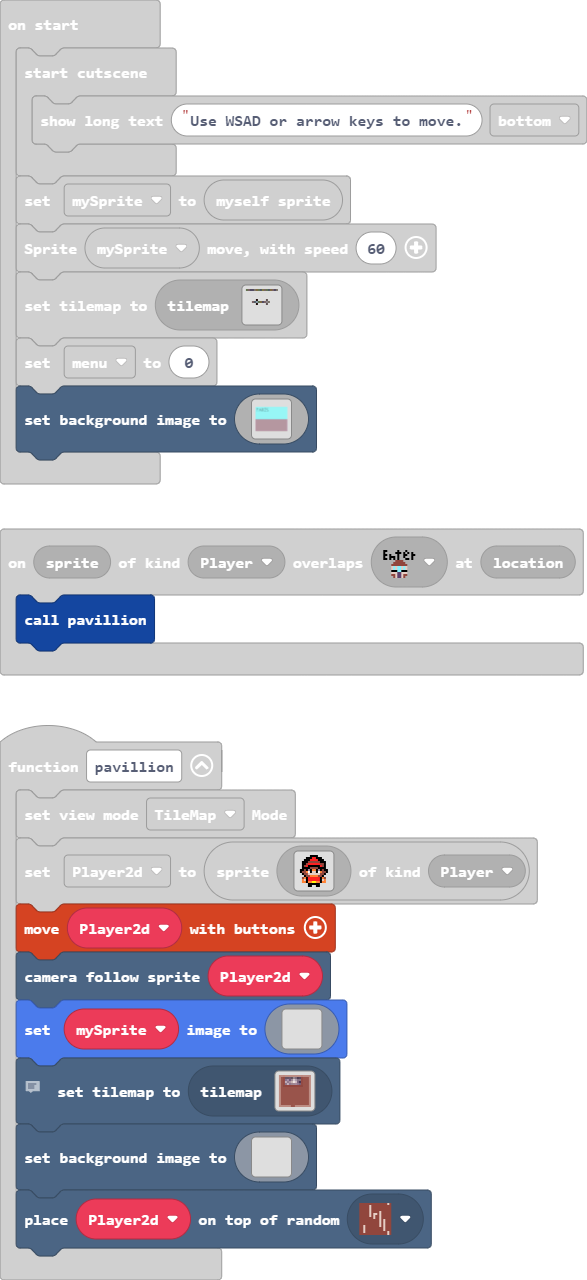 on start
start cutscene
show long text "Use WSAD or arrow keys to move." bottom
set mySprite to myself sprite
Sprite mySprite move, with speed 60
set tilemap to tilemap
set menu to 0
set background image to
on sprite of kind Player overlaps Enter at location
call pavillion
function pavillion
set view mode TileMap Mode
set Player2d to sprite of kind Player
move Player2d with buttons
camera follow sprite Player2d
set mySprite image to
set tilemap to tilemap
set background image to
place Player2d on top of random